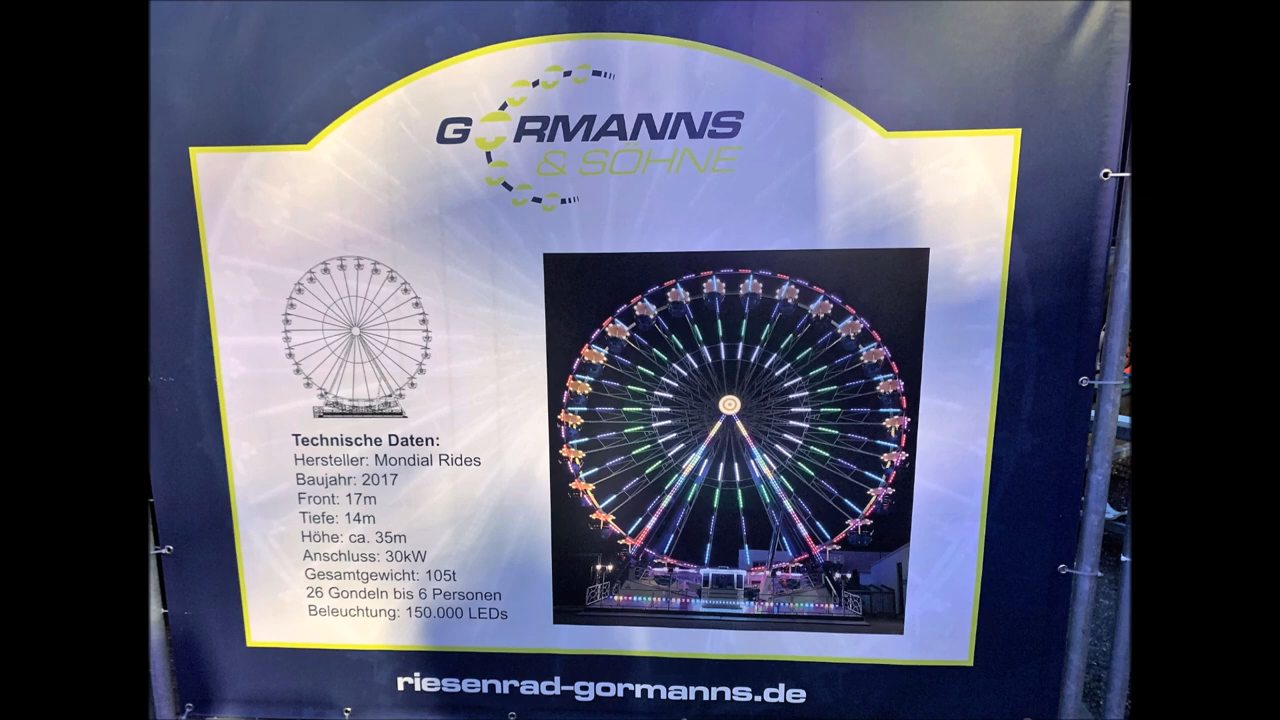 GORMANNS
& SÖHNE
Technische Daten:
Hersteller: Mondial Rides
Baujahr: 2017
Front: 17m
Tiefe: 14m
Höhe: ca. 35m
Anschluss: 30kW
Gesamtgewicht: 105t
26 Gondeln bis 6 Personen
Beleuchtung: 150.000 LEDs
riesenrad-gormanns.de